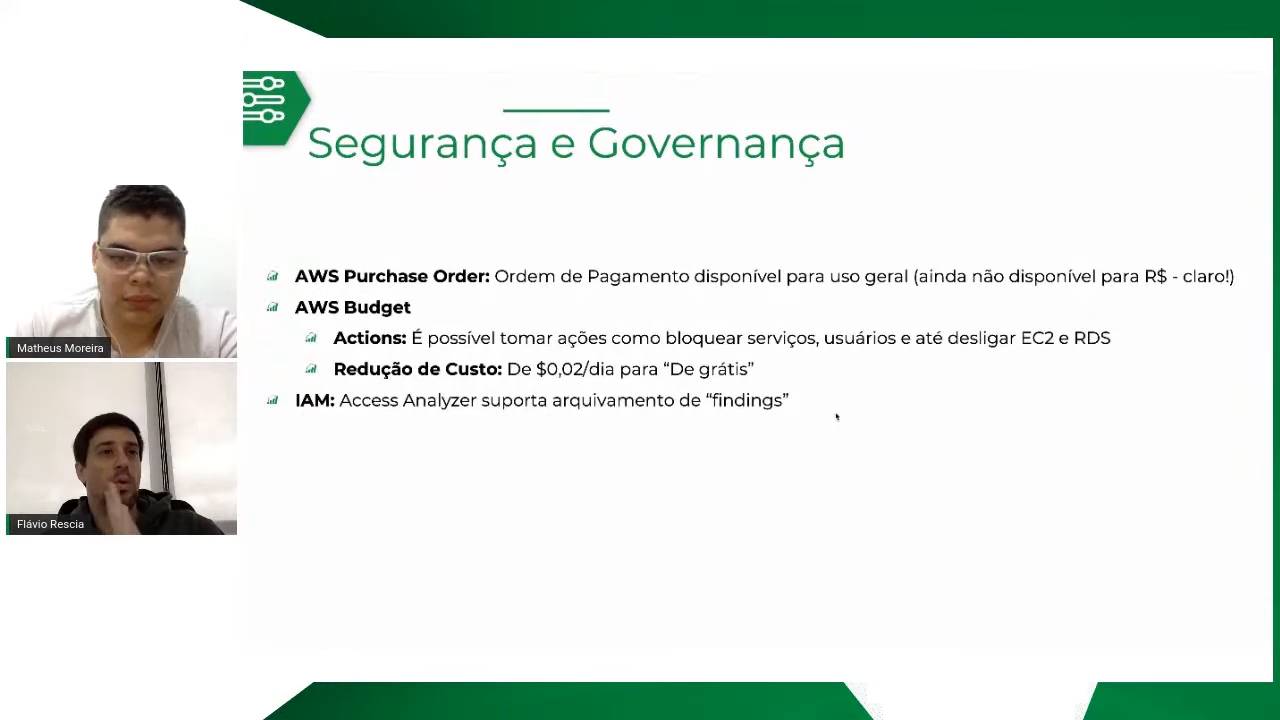 Segurança e Governança
AWS Purchase Order: Ordem de Pagamento disponível para uso geral (ainda não disponível para R$ - claro!)
AWS Budget
Actions: É possível tomar ações como bloquear serviços, usuários e até desligar EC2 e RDS
Redução de Custo: De $0,02/dia para “De grátis”
IAM: Access Analyzer suporta arquivamento de “findings”
Matheus Moreira
Flávio Rescia